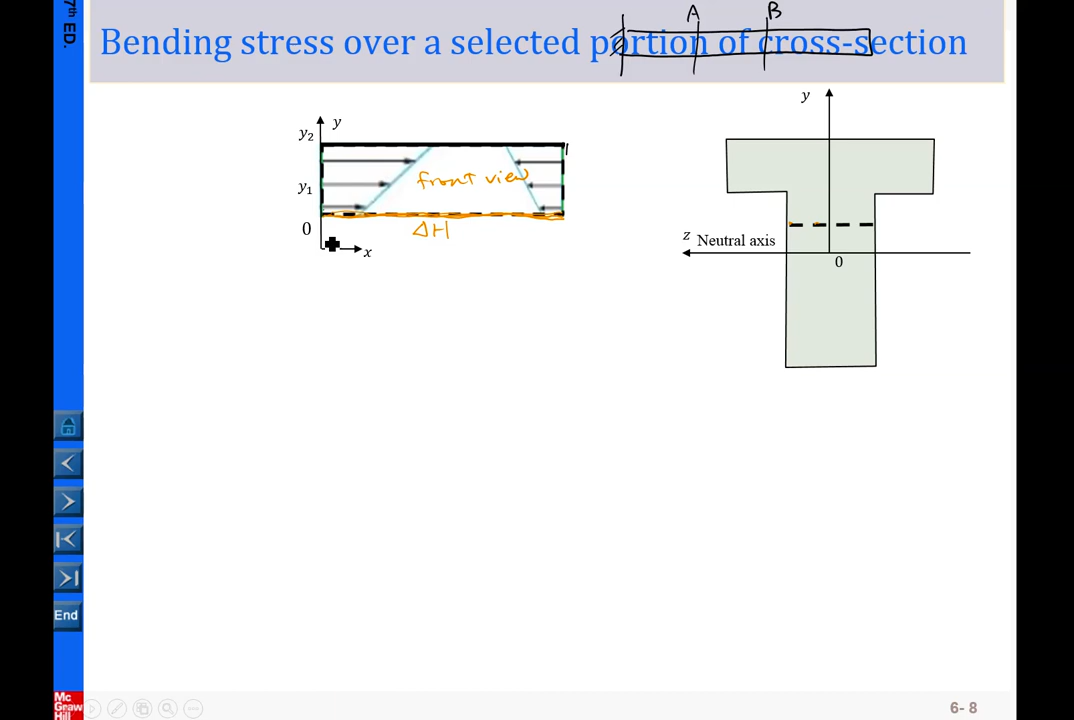 7th ED.
A
B
Bending stress over a selected portion of cross-section
y
y₂
y
front view
y₁
0
ΔH
x
z Neutral axis
0
End
Mc
Graw
Hill
6- 8